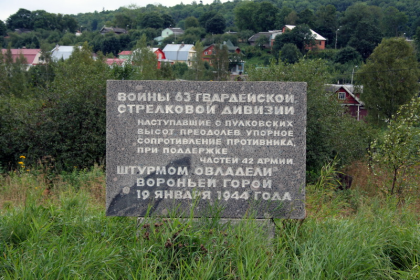 ВОИНЫ 63 ГВАРДЕЙСКОЙ
СТРЕЛКОВОЙ ДИВИЗИИ
НАСТУПАВШИЕ С ПУЛКОВСКИХ
ВЫСОТ ПРЕОДОЛЕВ УПОРНОЕ
СОПРОТИВЛЕНИЕ ПРОТИВНИКА,
ПРИ ПОДДЕРЖКЕ
ЧАСТЕЙ 42 АРМИИ,
ШТУРМОМ ОВЛАДЕЛИ
ВОРОНЬЕЙ ГОРОЙ
19 ЯНВАРЯ 1944 ГОДА